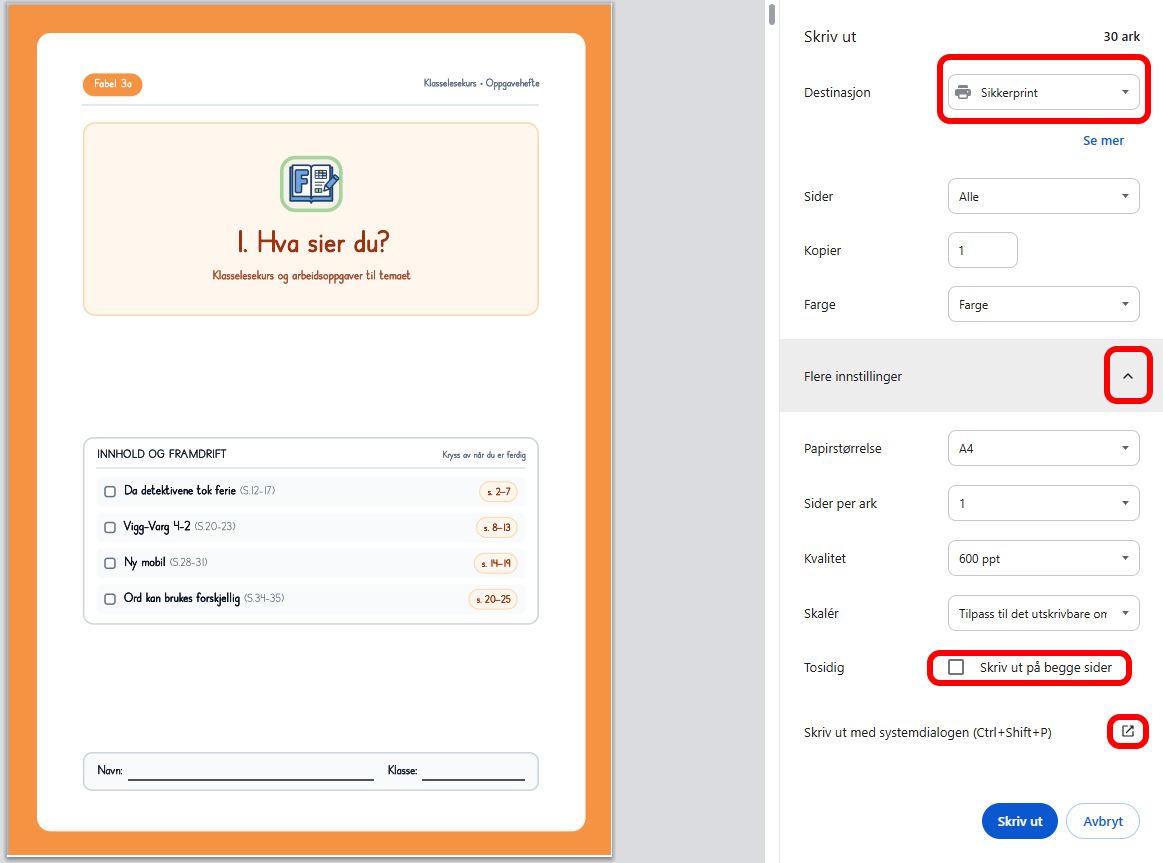 Fabel 3a
Klasselesekurs • Oppgavehefte
F
1. Hva sier du?
Klasselesekurs og arbeidsoppgaver til temaet
INNHOLD OG FRAMDRIFT
Kryss av når du er ferdig
Da detektivene tok ferie (S.12-17)
s. 2–7
Vigg-Varg 4-2 (S.20-23)
s. 8–13
Ny mobil (S.28-31)
s. 14–19
Ord kan brukes forskjellig (S.34-35)
s. 20–25
Navn:
Klasse:
Skriv ut
30 ark
Destinasjon
Sikkerprint
Se mer
Sider
Alle
Kopier
1
Farge
Farge
Flere innstillinger
Papirstørrelse
A4
Sider per ark
1
Kvalitet
600 ppt
Skalér
Tilpass til det utskrivbare om
Tosidig
Skriv ut på begge sider
Skriv ut med systemdialogen (Ctrl+Shift+P)
Skriv ut
Avbryt